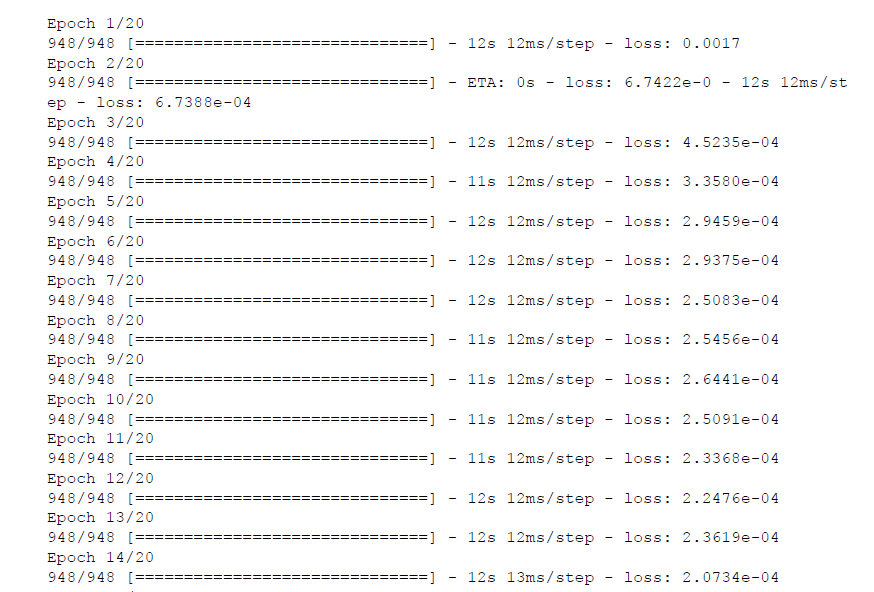 Epoch 1/20
948/948 [==============================] - 12s 12ms/step - loss: 0.0017
Epoch 2/20
948/948 [==============================] - ETA: 0s - loss: 6.7422e-0 - 12s 12ms/st
ep - loss: 6.7388e-04
Epoch 3/20
948/948 [==============================] - 12s 12ms/step - loss: 4.5235e-04
Epoch 4/20
948/948 [==============================] - 11s 12ms/step - loss: 3.3580e-04
Epoch 5/20
948/948 [==============================] - 12s 12ms/step - loss: 2.9459e-04
Epoch 6/20
948/948 [==============================] - 12s 12ms/step - loss: 2.9375e-04
Epoch 7/20
948/948 [==============================] - 12s 12ms/step - loss: 2.5083e-04
Epoch 8/20
948/948 [==============================] - 11s 12ms/step - loss: 2.5456e-04
Epoch 9/20
948/948 [==============================] - 11s 12ms/step - loss: 2.6441e-04
Epoch 10/20
948/948 [==============================] - 11s 12ms/step - loss: 2.5091e-04
Epoch 11/20
948/948 [==============================] - 11s 12ms/step - loss: 2.3368e-04
Epoch 12/20
948/948 [==============================] - 12s 12ms/step - loss: 2.2476e-04
Epoch 13/20
948/948 [==============================] - 12s 12ms/step - loss: 2.3619e-04
Epoch 14/20
948/948 [==============================] - 12s 13ms/step - loss: 2.0734e-04